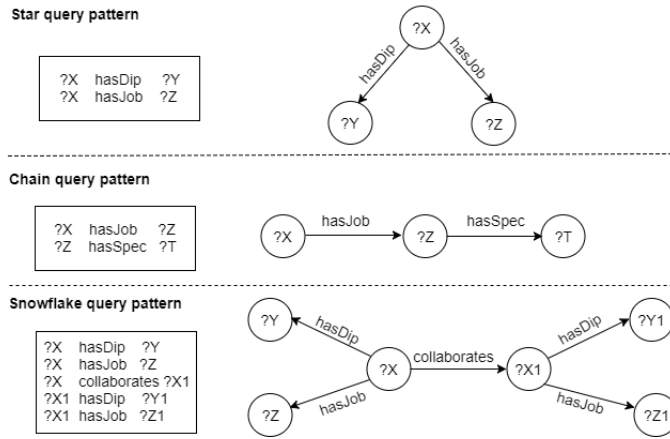 Star query pattern
?X hasDip ?Y
?X hasJob ?Z
?X
hasDip
hasJob
?Y
?Z
Chain query pattern
?X hasJob ?Z
?Z hasSpec ?T
?X
hasJob
?Z
hasSpec
?T
Snowflake query pattern
?X hasDip ?Y
?X hasJob ?Z
?X collaborates ?X1
?X1 hasDip ?Y1
?X1 hasJob ?Z1
?Y
hasDip
?X
hasJob
?Z
collaborates
?X1
hasDip
?Y1
hasJob
?Z1